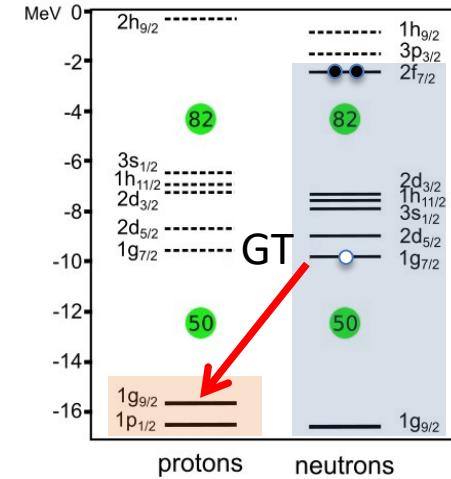 MeV
0
-2
-4
-6
-8
-10
-12
-14
-16
2h9/2
82
3s1/2
1h11/2
2d3/2
2d5/2
1g7/2
50
1g9/2
1p1/2
protons
GT
1h9/2
3p3/2
2f7/2
82
2d3/2
1h11/2
3s1/2
2d5/2
1g7/2
50
1g9/2
neutrons